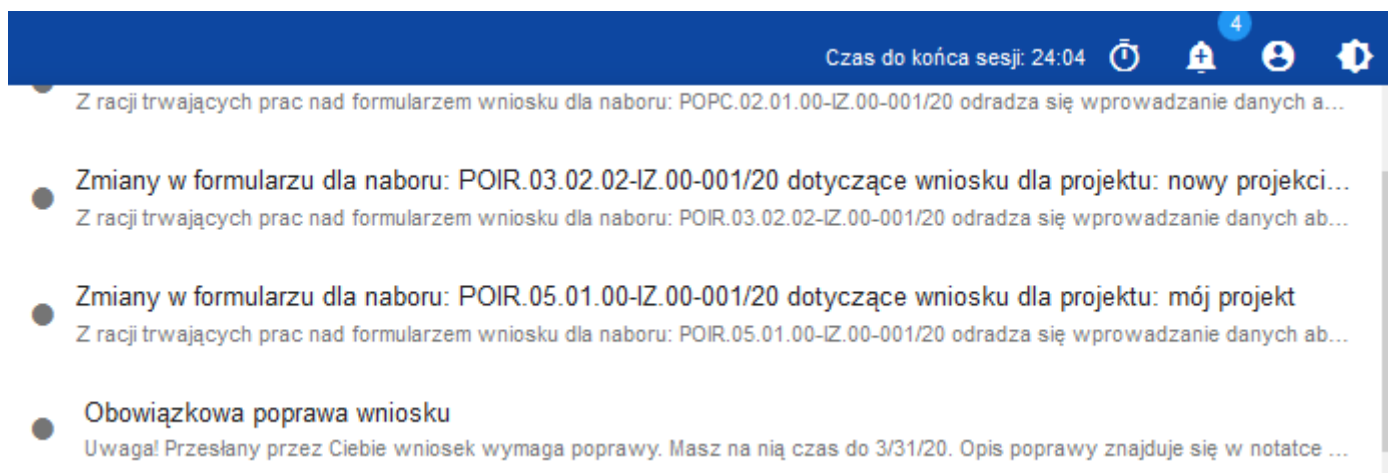 4
Czas do końca sesji: 24:04
Z racji trwających prac nad formularzem wniosku dla naboru: POPC.02.01.00-IZ.00-001/20 odradza się wprowadzanie danych a...
Zmiany w formularzu dla naboru: POIR.03.02.02-IZ.00-001/20 dotyczące wniosku dla projektu: nowy projekci...
Z racji trwających prac nad formularzem wniosku dla naboru: POIR.03.02.02-IZ.00-001/20 odradza się wprowadzanie danych ab...
Zmiany w formularzu dla naboru: POIR.05.01.00-IZ.00-001/20 dotyczące wniosku dla projektu: mój projekt
Z racji trwających prac nad formularzem wniosku dla naboru: POIR.05.01.00-IZ.00-001/20 odradza się wprowadzanie danych ab...
Obowiązkowa poprawa wniosku
Uwaga! Przesłany przez Ciebie wniosek wymaga poprawy. Masz na nią czas do 3/31/20. Opis poprawy znajduje się w notatce ...